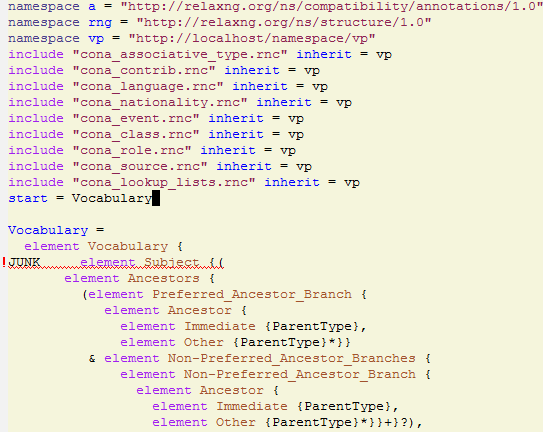 namespace a = "http://relaxng.org/ns/compatibility/annotations/1.0"
namespace rng = "http://relaxng.org/ns/structure/1.0"
namespace vp = "http://localhost/namespace/vp"
include "cona_associative_type.rnc" inherit = vp
include "cona_contrib.rnc" inherit = vp
include "cona_language.rnc" inherit = vp
include "cona_nationality.rnc" inherit = vp
include "cona_event.rnc" inherit = vp
include "cona_class.rnc" inherit = vp
include "cona_role.rnc" inherit = vp
include "cona_source.rnc" inherit = vp
include "cona_lookup_lists.rnc" inherit = vp
start = Vocabulary

Vocabulary =
  element Vocabulary {
!JUNK     element Subject {(
       element Ancestors {
         (element Preferred_Ancestor_Branch {
            element Ancestor {
              element Immediate {ParentType},
              element Other {ParentType}*}}
          & element Non-Preferred_Ancestor_Branches {
              element Non-Preferred_Ancestor_Branch {
                element Ancestor {
                  element Immediate {ParentType},
                  element Other {ParentType}*}}+}?),